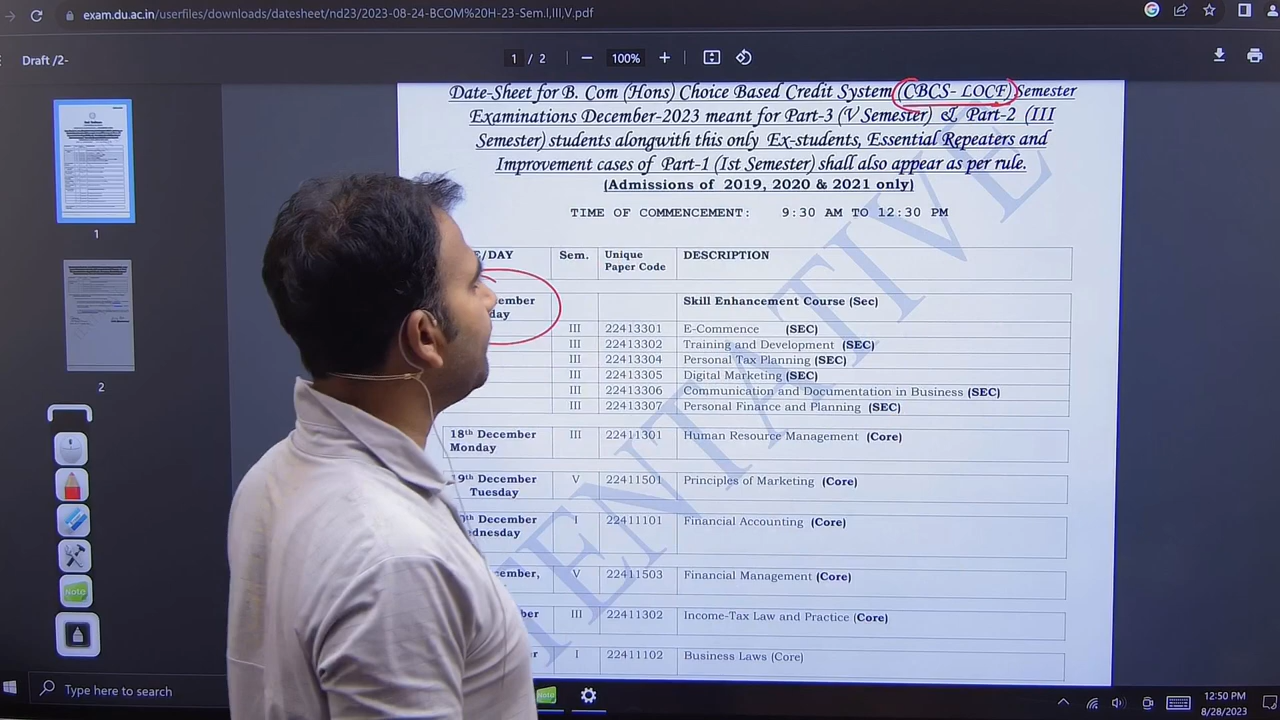 exam.du.ac.in/userfiles/downloads/datesheet/nd23/2023-08-24-BCOM%20H-23-Sem.I,III,V.pdf
Draft /2-
1 / 2
100%
Date-Sheet for B. Com (Hons) Choice Based Credit System (CBCS- LOCF) Semester
Examinations December-2023 meant for Part-3 (V Semester) & Part-2 (III
Semester) students alongwith this only Ex-students, Essential Repeaters and
Improvement cases of Part-1 (Ist Semester) shall also appear as per rule.
(Admissions of 2019, 2020 & 2021 only)
TIME OF COMMENCEMENT: 9:30 AM TO 12:30 PM
/DAY Sem. Unique Paper Code DESCRIPTION
Skill Enhancement Course (Sec)
III 22413301 E-Commence (SEC)
III 22413302 Training and Development (SEC)
III 22413304 Personal Tax Planning (SEC)
III 22413305 Digital Marketing (SEC)
III 22413306 Communication and Documentation in Business (SEC)
III 22413307 Personal Finance and Planning (SEC)
18th December Monday III 22411301 Human Resource Management (Core)
9th December Tuesday V 22411501 Principles of Marketing (Core)
December I 22411101 Financial Accounting (Core)
V 22411503 Financial Management (Core)
III 22411302 Income-Tax Law and Practice (Core)
I 22411102 Business Laws (Core)
TENTATIVE
1
2
Note
Type here to search
Note
12:50 PM
8/28/2023